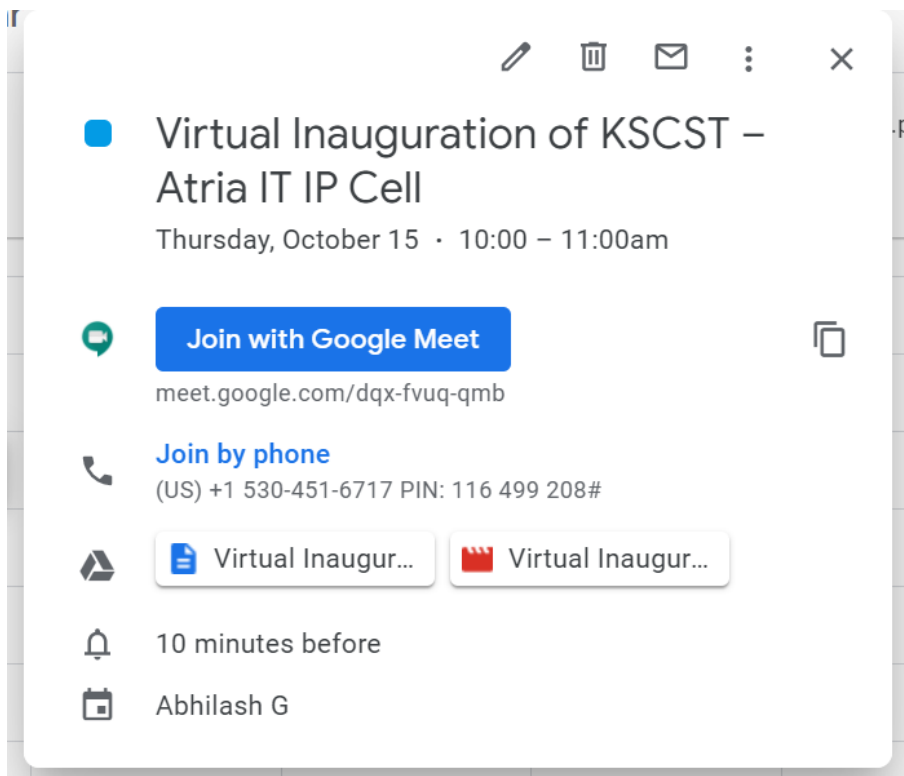 Virtual Inauguration of KSCST –
Atria IT IP Cell
Thursday, October 15 · 10:00 – 11:00am
Join with Google Meet
meet.google.com/dqx-fvuq-qmb
Join by phone
(US) +1 530-451-6717 PIN: 116 499 208#
Virtual Inaugur... Virtual Inaugur...
10 minutes before
Abhilash G